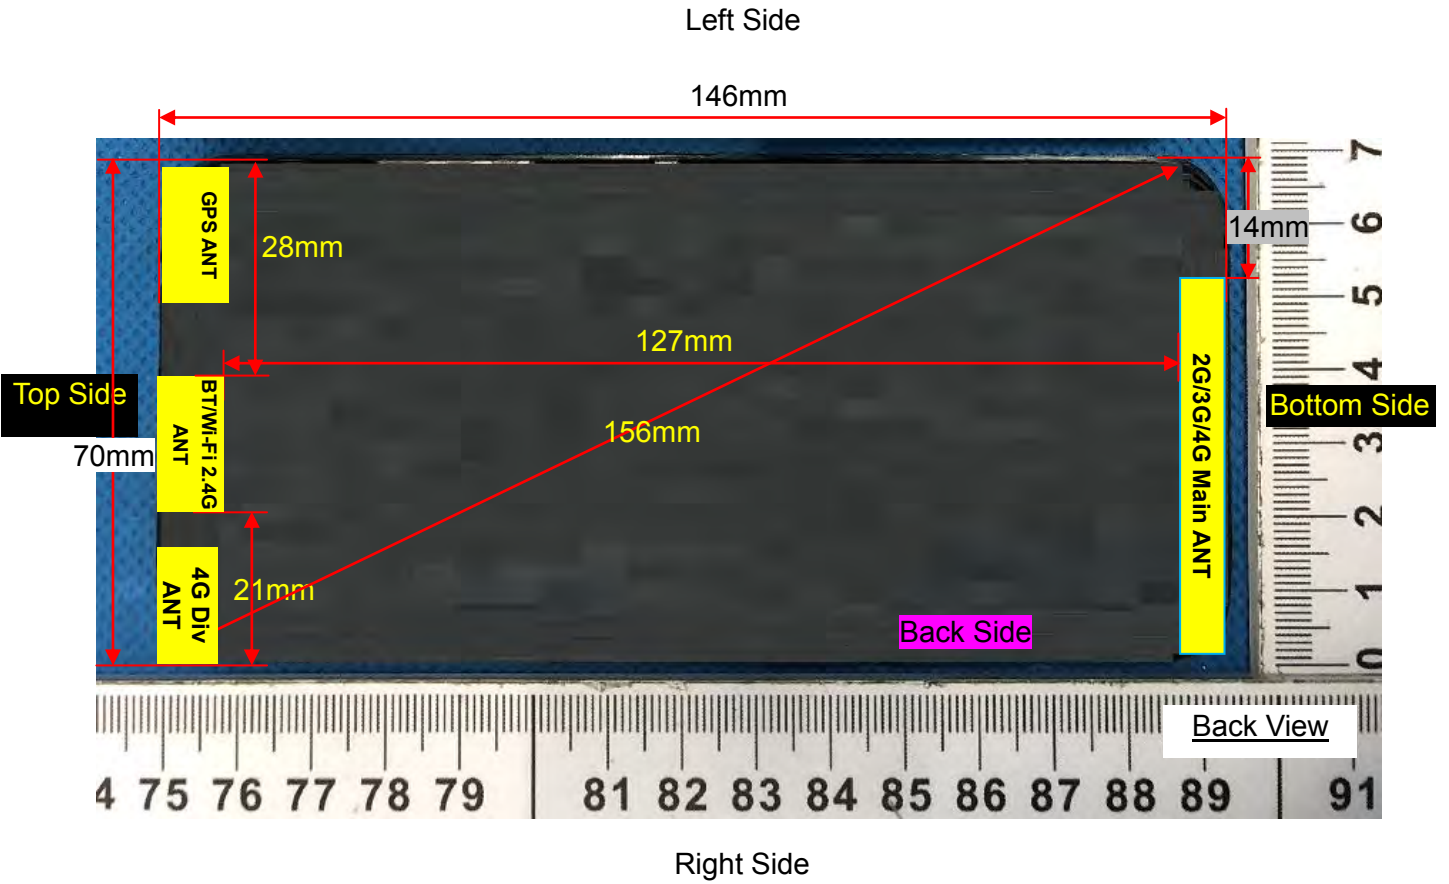 Left Side
146mm
GPS ANT
28mm
14mm
127mm
Top Side
BT/Wi-Fi 2.4G
ANT
2G/3G/4G Main ANT
Bottom Side
156mm
70mm
4G Div
ANT
21mm
Back Side
Back View
7
6
5
4
3
2
1
0
4 75 76 77 78 79 81 82 83 84 85 86 87 88 89 91
Right Side